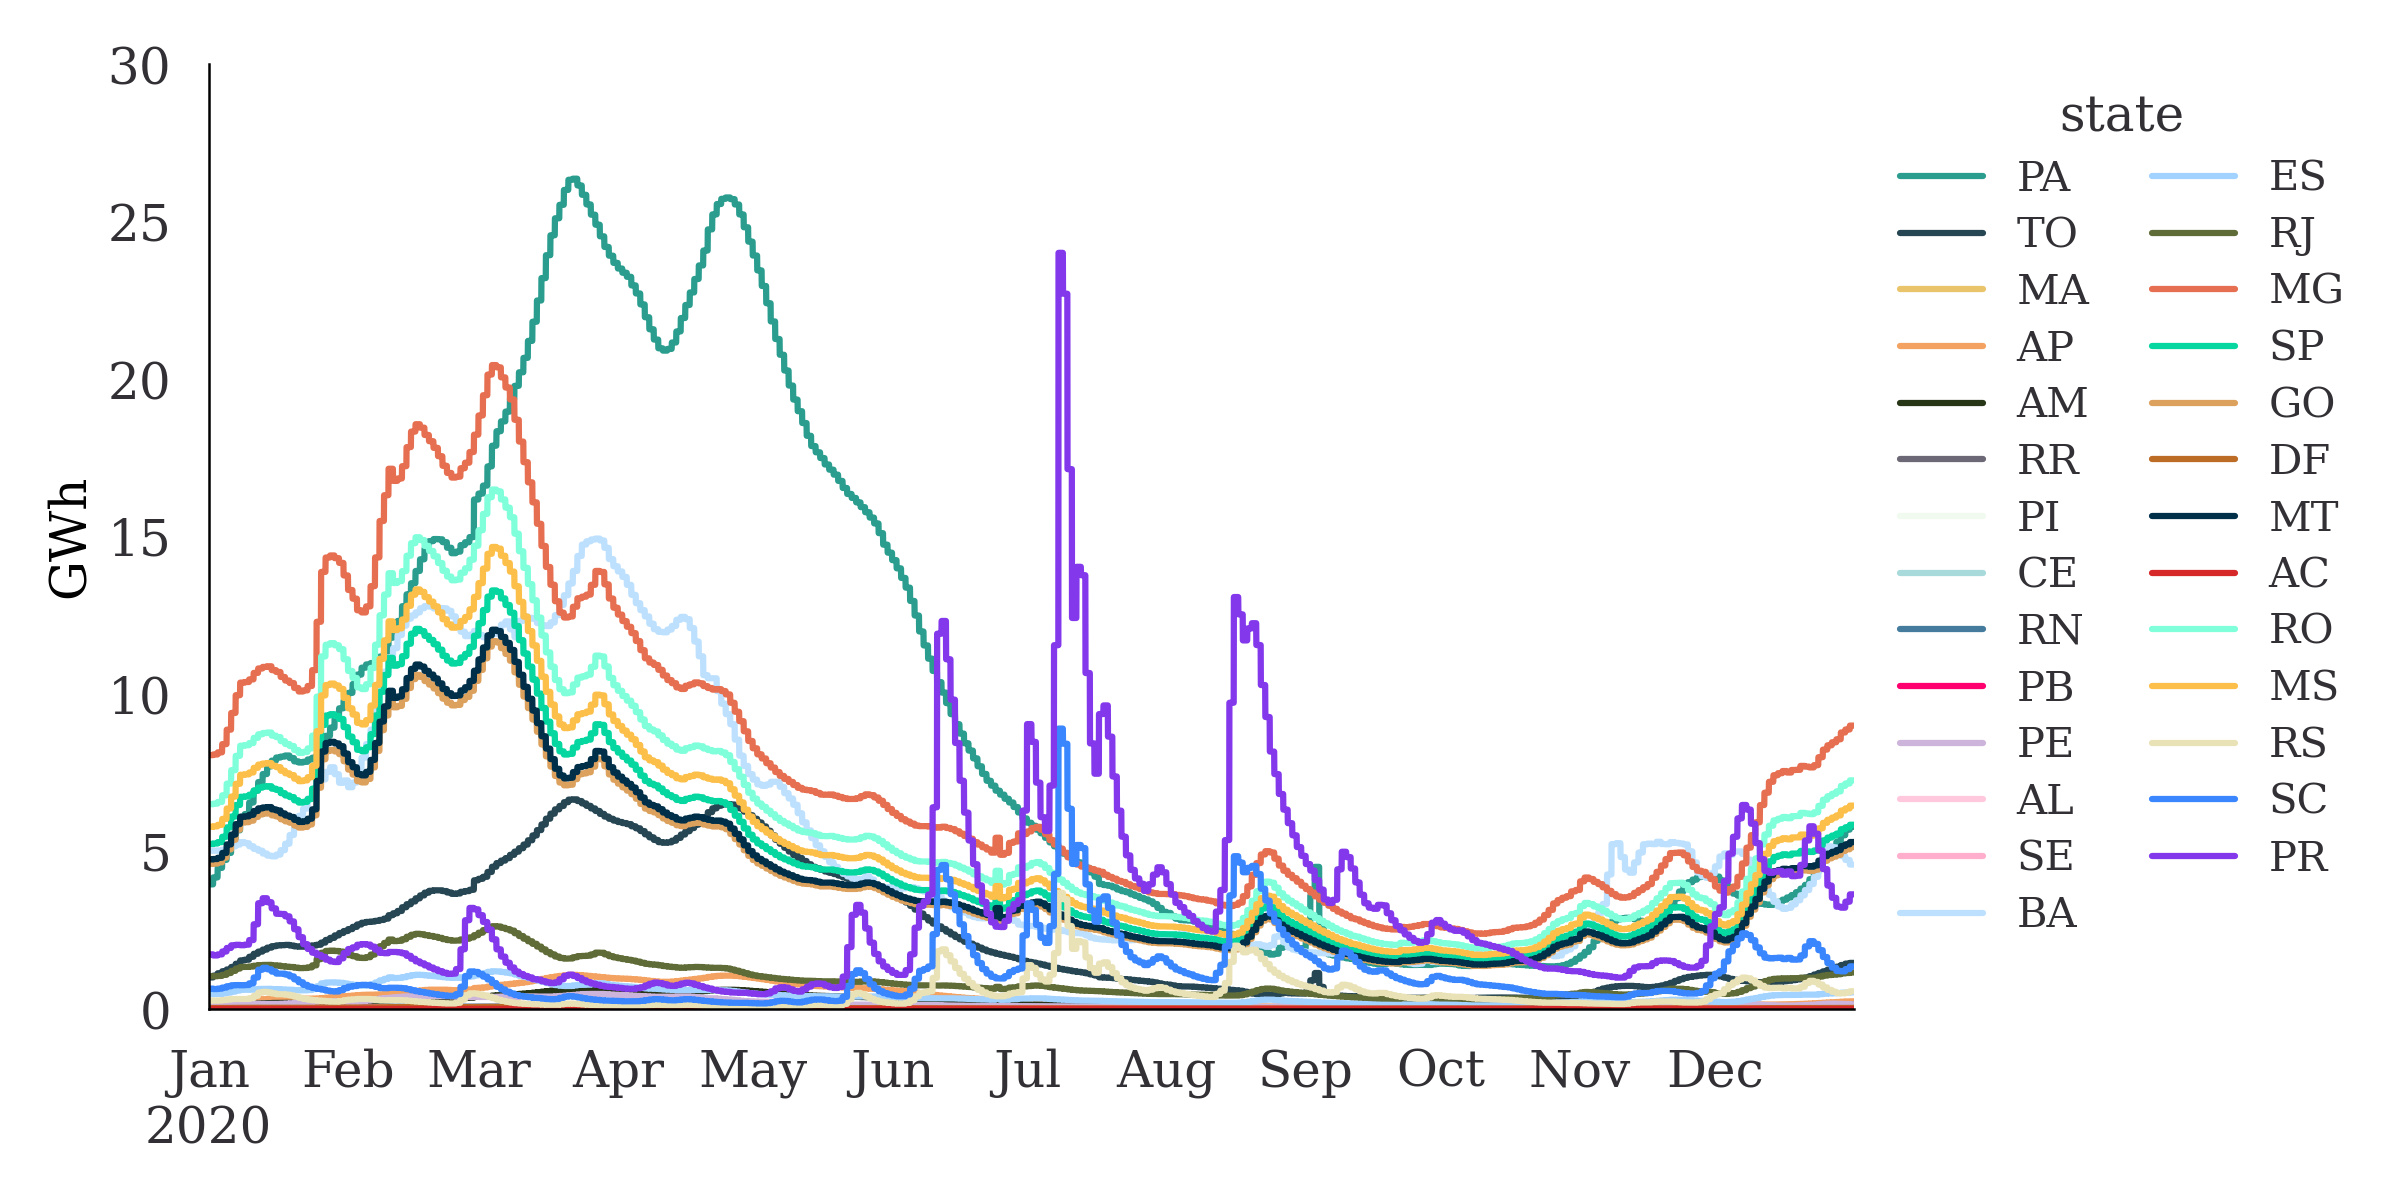 30
25
20
15
10
5
0
GWh
Jan Feb Mar Apr May Jun Jul Aug Sep Oct Nov Dec
2020
state
PA
TO
MA
AP
AM
RR
PI
CE
RN
PB
PE
AL
SE
BA
ES
RJ
MG
SP
GO
DF
MT
AC
RO
MS
RS
SC
PR